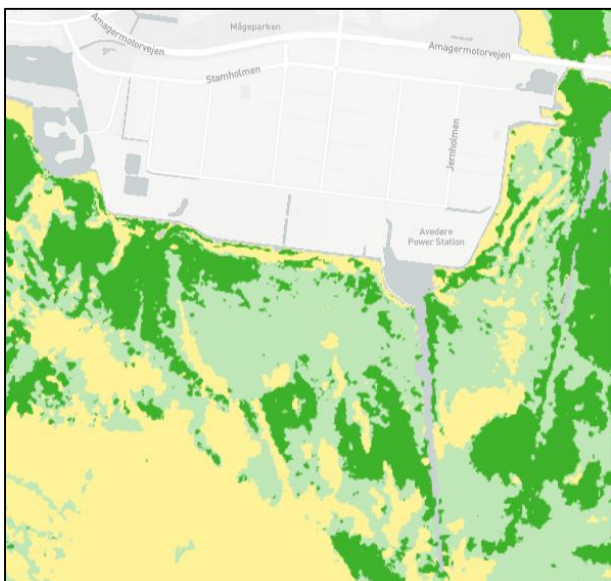 Mågeparken
Amagermotorvejen
Amagermotorvejen
Stamholmen
Jernholmen
Avedøre
Power Station